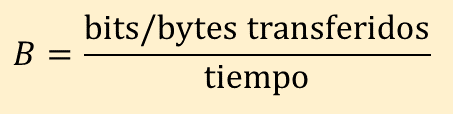 B = bits/bytes transferidos
tiempo